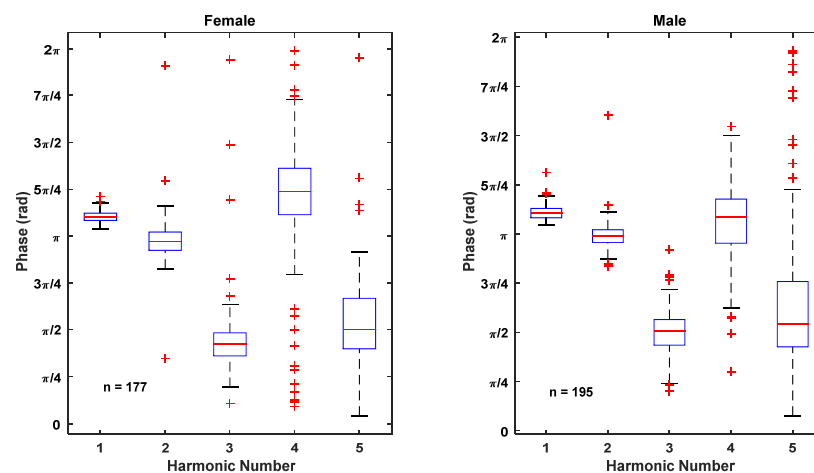 Female
Phase (rad)
2π
7π/4
3π/2
5π/4
π
3π/4
π/2
π/4
0
n = 177
1 2 3 4 5
Harmonic Number
Male
Phase (rad)
2π
7π/4
3π/2
5π/4
π
3π/4
π/2
π/4
0
n = 195
1 2 3 4 5
Harmonic Number